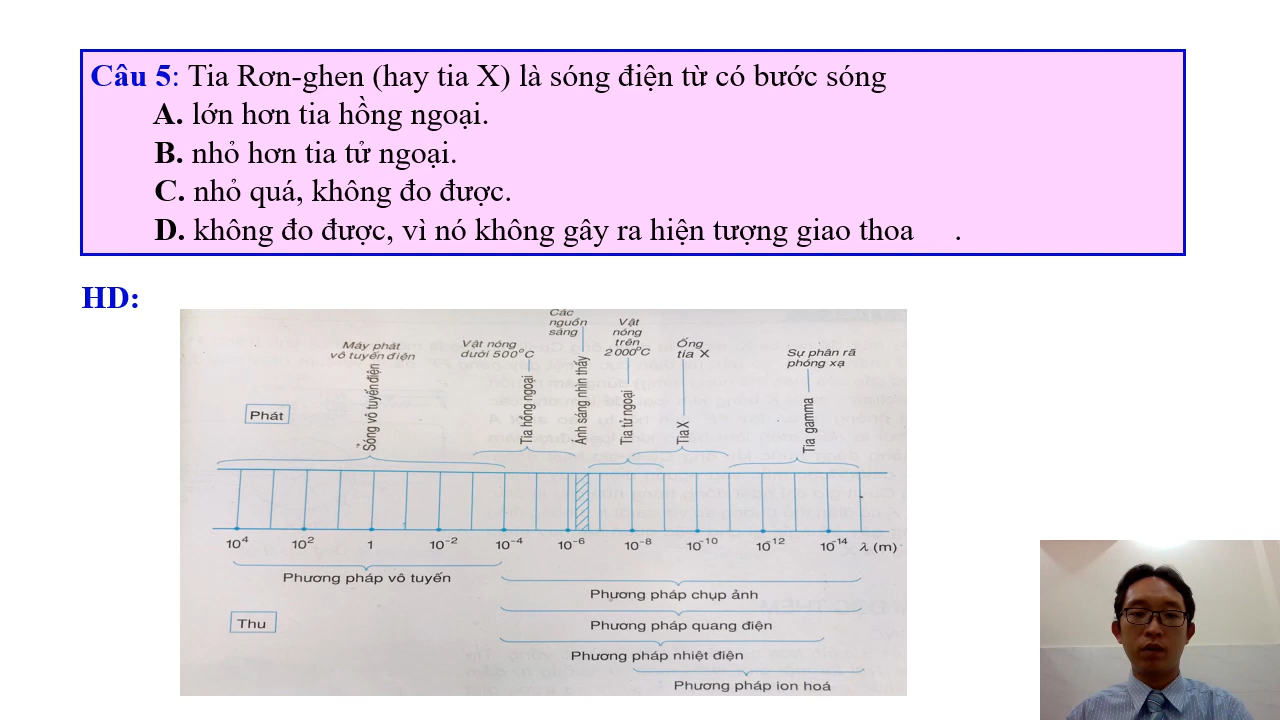 Câu 5: Tia Rơn-ghen (hay tia X) là sóng điện từ có bước sóng
A. lớn hơn tia hồng ngoại.
B. nhỏ hơn tia tử ngoại.
C. nhỏ quá, không đo được.
D. không đo được, vì nó không gây ra hiện tượng giao thoa .
HD:
Máy phát
vô tuyến điện
Vật nóng
dưới 500°C
Các
nguồn
sáng
Vật
nóng
trên
2000°C
Ống
tia X
Sự phân rã
phóng xạ
Phát
Sóng vô tuyến điện
Tia hồng ngoại
Ánh sáng nhìn thấy
Tia tử ngoại
Tia X
Tia gamma
10⁴ 10² 1 10⁻² 10⁻⁴ 10⁻⁶ 10⁻⁸ 10⁻¹⁰ 10⁻¹² 10⁻¹⁴ λ (m)
Phương pháp vô tuyến
Phương pháp chụp ảnh
Thu
Phương pháp quang điện
Phương pháp nhiệt điện
Phương pháp ion hoá